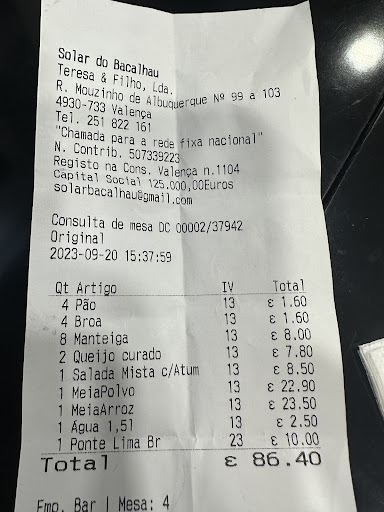 Solar do Bacalhau
Teresa & Filho, Lda.
R. Mouzinho de Albuquerque Nº 99 a 103
4930-733 Valença
Tel. 251 822 161
"Chamada para a rede fixa nacional"
N. Contrib. 507339223
Registo na Cons. Valença n.1104
Capital Social 125.000,00Euros
solarbacalhau@gmail.com
Consulta de mesa DC 00002/37942
Original
2023-09-20 15:37:59
Qt Artigo IV Total
4 Pão 13 € 1.60
4 Broa 13 € 1.60
8 Manteiga 13 € 8.00
2 Queijo curado 13 € 7.80
1 Salada Mista c/Atum 13 € 8.50
1 MeiaPolvo 13 € 22.90
1 MeiaArroz 13 € 23.50
1 Água 1,5l 13 € 2.50
1 Ponte Lima Br 23 € 10.00
Total € 86.40
Emp. Bar | Mesa: 4